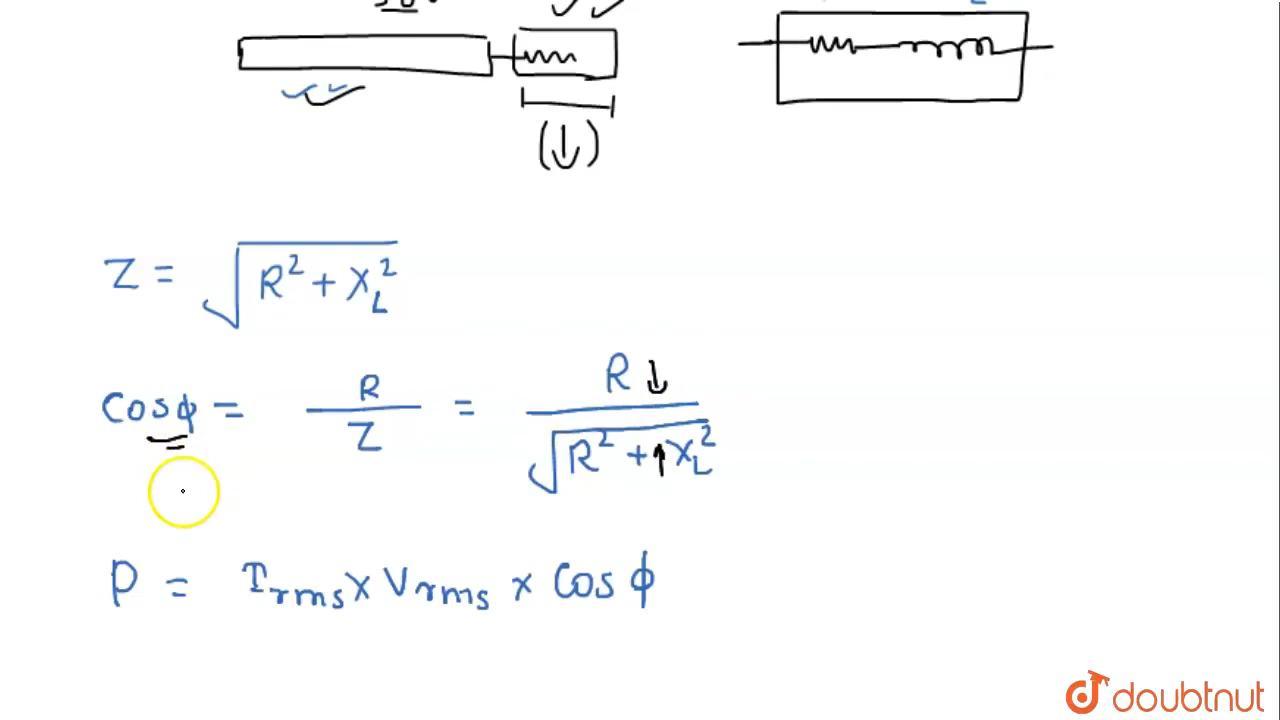 (↓)
Z = √(R² + X_L²)
Cosφ = R / Z = R ↓ / √(R² + ↑ X_L²)
P = I_rms × V_rms × Cos φ
doubtnut